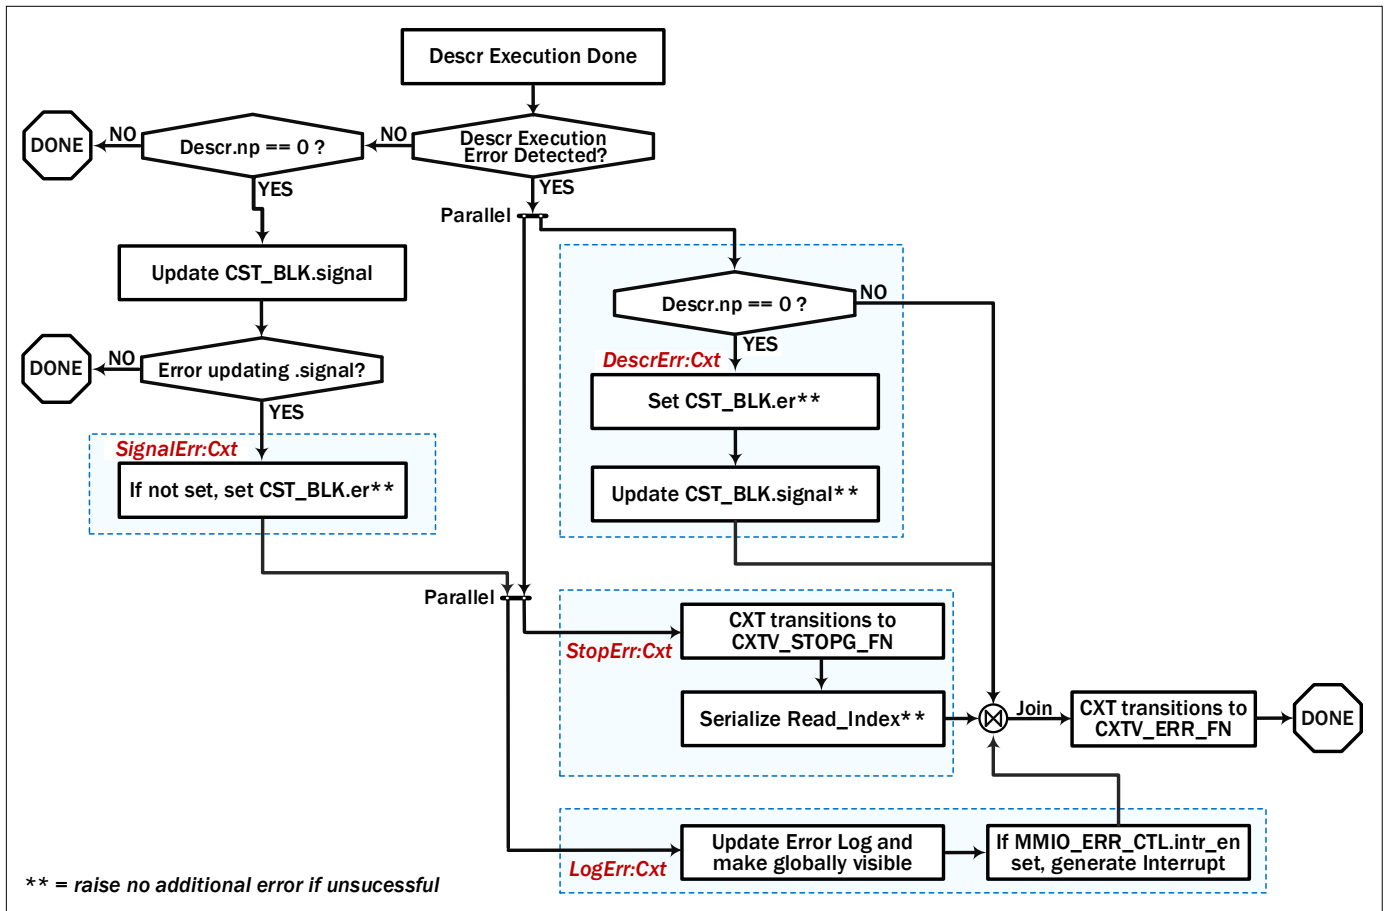 Descr Execution Done
DONE
NO
Descr.np == 0 ?
NO
Descr Execution
Error Detected?
YES
YES
Parallel
Update CST_BLK.signal
Descr.np == 0 ?
NO
YES
DescrErr:Cxt
DONE
NO
Error updating .signal?
YES
Set CST_BLK.er**
SignalErr:Cxt
If not set, set CST_BLK.er**
Update CST_BLK.signal**
Parallel
CXT transitions to
CXTV_STOPG_FN
StopErr:Cxt
Serialize Read_Index**
Join
CXT transitions to
CXTV_ERR_FN
DONE
Update Error Log and
make globally visible
LogErr:Cxt
If MMIO_ERR_CTL.intr_en
set, generate Interrupt
** = raise no additional error if unsucessful